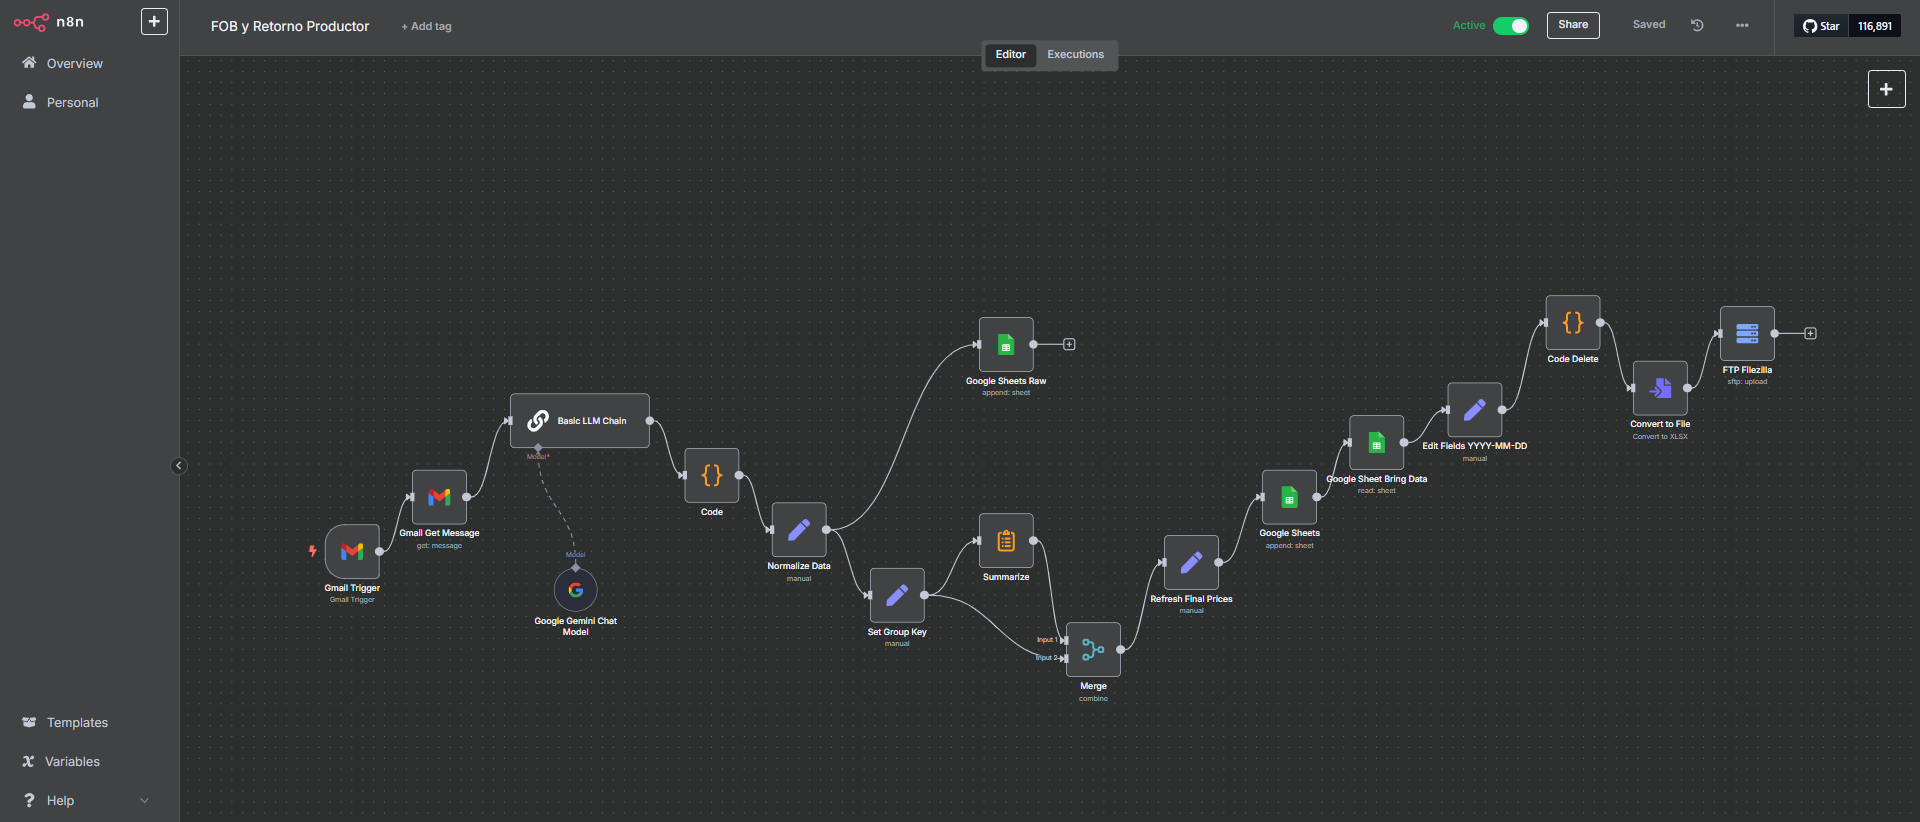 n8n
FOB y Retorno Productor
+ Add tag
Active
Share
Saved
Star
116,891
Editor
Executions
Overview
Personal
Templates
Variables
Help
Gmail Trigger
Gmail Trigger
Gmail Get Message
get: message
Basic LLM Chain
Model*
Model
Google Gemini Chat
Model
Code
Normalize Data
manual
Google Sheets Raw
append: sheet
Set Group Key
manual
Summarize
Input 1
Input 2
Merge
combine
Refresh Final Prices
manual
Google Sheets
append: sheet
Google Sheet Bring Data
read: sheet
Edit Fields YYYY-MM-DD
manual
Code Delete
Convert to File
Convert to XLSX
FTP Filezilla
sftp: upload